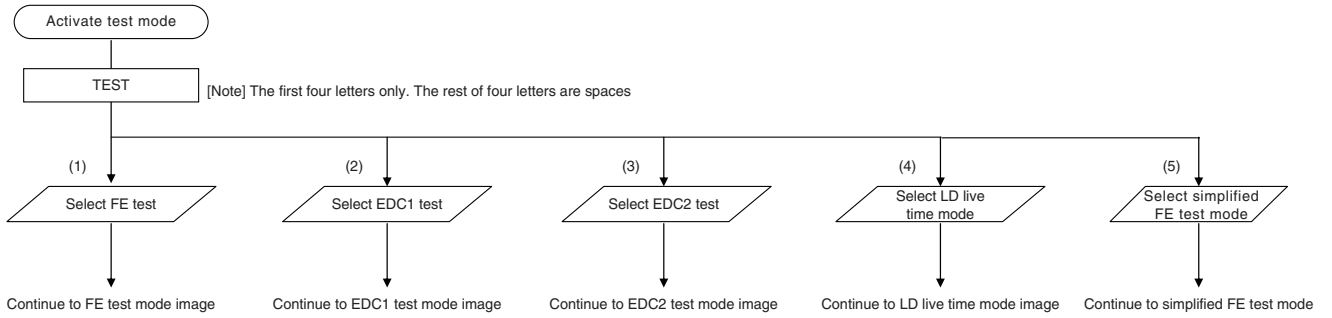 Activate test mode
TEST
[Note] The first four letters only. The rest of four letters are spaces
(1)
(2)
(3)
(4)
(5)
Select FE test
Select EDC1 test
Select EDC2 test
Select LD live
time mode
Select simplified
FE test mode
Continue to FE test mode image
Continue to EDC1 test mode image
Continue to EDC2 test mode image
Continue to LD live time mode image
Continue to simplified FE test mode